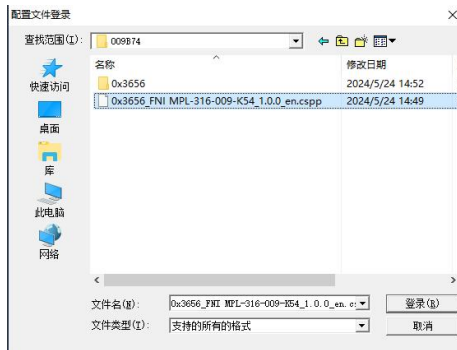 配置文件登录
查找范围(I): 009B74
名称 修改日期
0x3656 2024/5/24 14:52
0x3656_FNI MPL-316-009-K54_1.0.0_en.cspp 2024/5/24 14:49
快速访问
桌面
库
此电脑
网络
文件名(N): 0x3656_FNI MPL-316-009-K54_1.0.0_en.c: 登录(R)
文件类型(T): 支持的所有的格式 取消